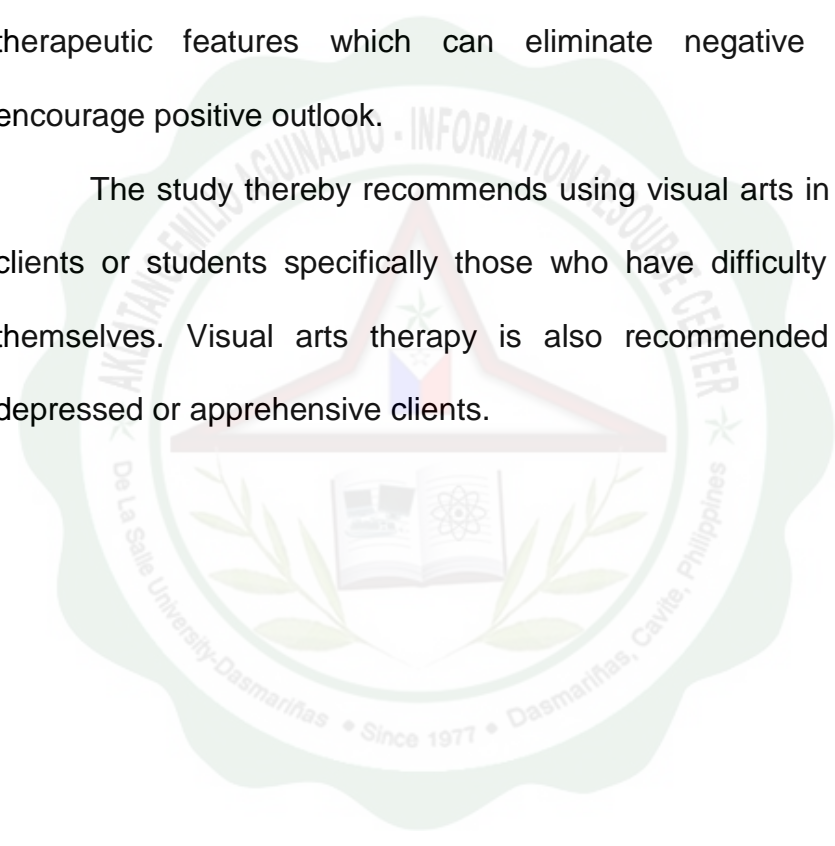 therapeutic features which can eliminate negative
encourage positive outlook.
The study thereby recommends using visual arts in
clients or students specifically those who have difficulty
themselves. Visual arts therapy is also recommended
depressed or apprehensive clients.
AKLATANG EMILIO AGUINALDO - INFORMATION RESOURCE CENTER
De La Salle University-Dasmariñas • Since 1977 • Dasmariñas, Cavite, Philippines